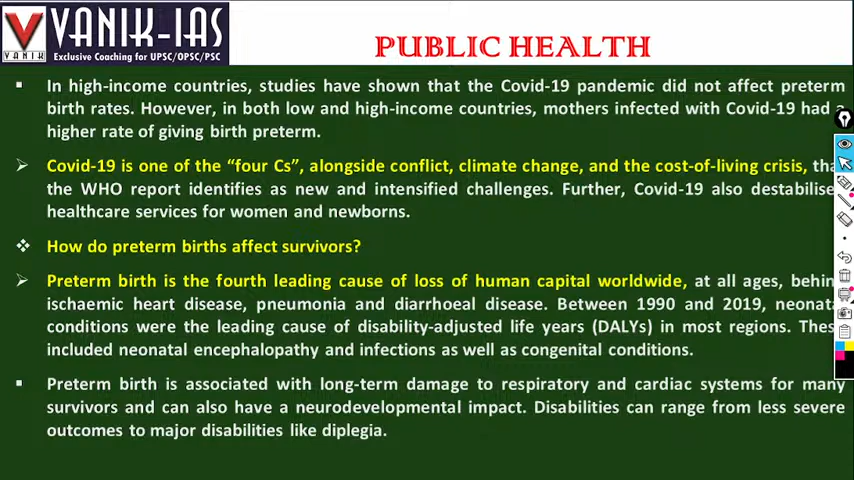 VANIK-IAS
VANIK
Exclusive Coaching for UPSC/OPSC/PSC
PUBLIC HEALTH
▪ In high-income countries, studies have shown that the Covid-19 pandemic did not affect preterm
birth rates. However, in both low and high-income countries, mothers infected with Covid-19 had a
higher rate of giving birth preterm.
➢ Covid-19 is one of the “four Cs”, alongside conflict, climate change, and the cost-of-living crisis, tha
the WHO report identifies as new and intensified challenges. Further, Covid-19 also destabilise
healthcare services for women and newborns.
❖ How do preterm births affect survivors?
➢ Preterm birth is the fourth leading cause of loss of human capital worldwide, at all ages, behin
ischaemic heart disease, pneumonia and diarrhoeal disease. Between 1990 and 2019, neonata
conditions were the leading cause of disability-adjusted life years (DALYs) in most regions. Thes
included neonatal encephalopathy and infections as well as congenital conditions.
▪ Preterm birth is associated with long-term damage to respiratory and cardiac systems for many
survivors and can also have a neurodevelopmental impact. Disabilities can range from less severe
outcomes to major disabilities like diplegia.